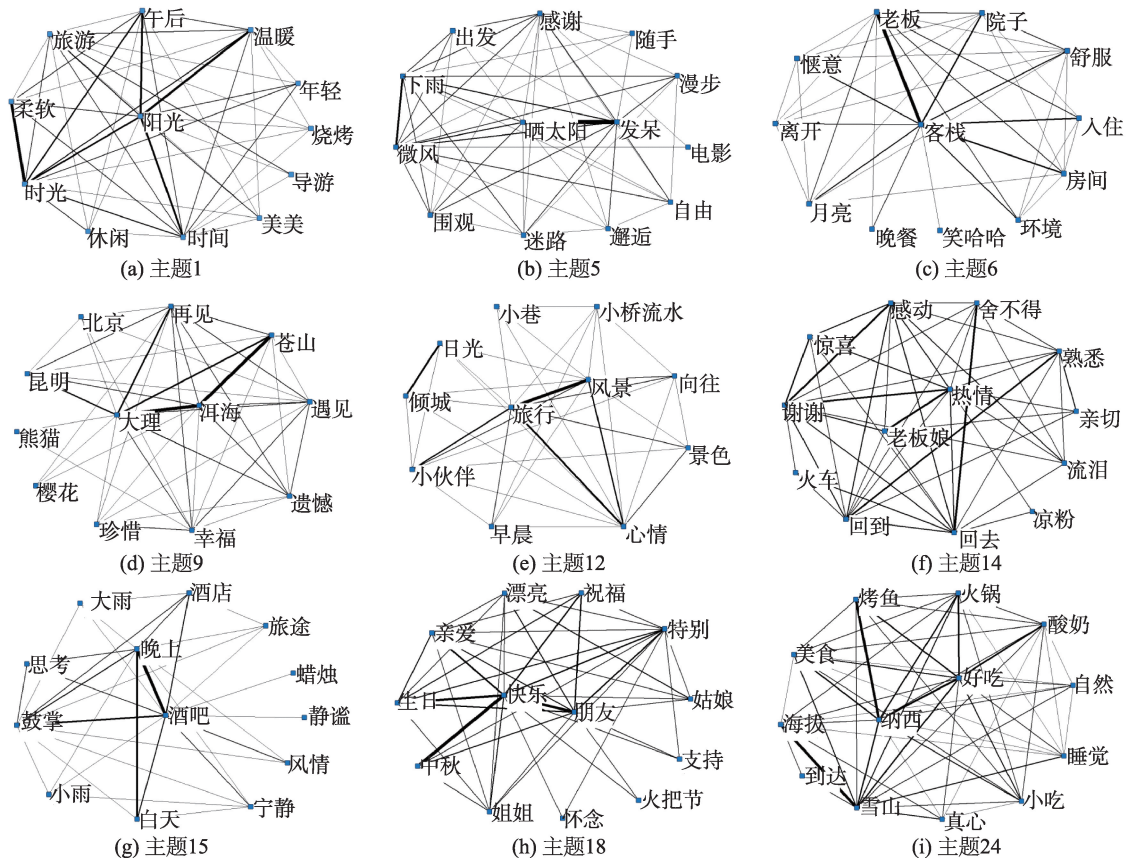 午后
旅游
温暖
年轻
柔软
阳光
烧烤
时光
导游
美美
休闲
时间
(a) 主题1
感谢
出发
随手
下雨
漫步
晒太阳
发呆
微风
电影
围观
自由
迷路
邂逅
(b) 主题5
老板
院子
惬意
舒服
离开
客栈
入住
房间
月亮
环境
晚餐
笑哈哈
(c) 主题6
再见
北京
苍山
昆明
遇见
大理
洱海
熊猫
樱花
遗憾
珍惜
幸福
(d) 主题9
小巷
小桥流水
日光
风景
向往
倾城
旅行
景色
小伙伴
早晨
心情
(e) 主题12
感动
舍不得
惊喜
熟悉
热情
谢谢
亲切
老板娘
流泪
火车
回到
凉粉
回去
(f) 主题14
酒店
大雨
旅途
晚上
思考
蜡烛
鼓掌
酒吧
静谧
风情
小雨
宁静
白天
(g) 主题15
漂亮
祝福
亲爱
特别
生日
快乐
朋友
姑娘
中秋
支持
火把节
姐姐
怀念
(h) 主题18
烤鱼
火锅
酸奶
美食
好吃
自然
海拔
纳西
睡觉
到达
雪山
小吃
真心
(i) 主题24